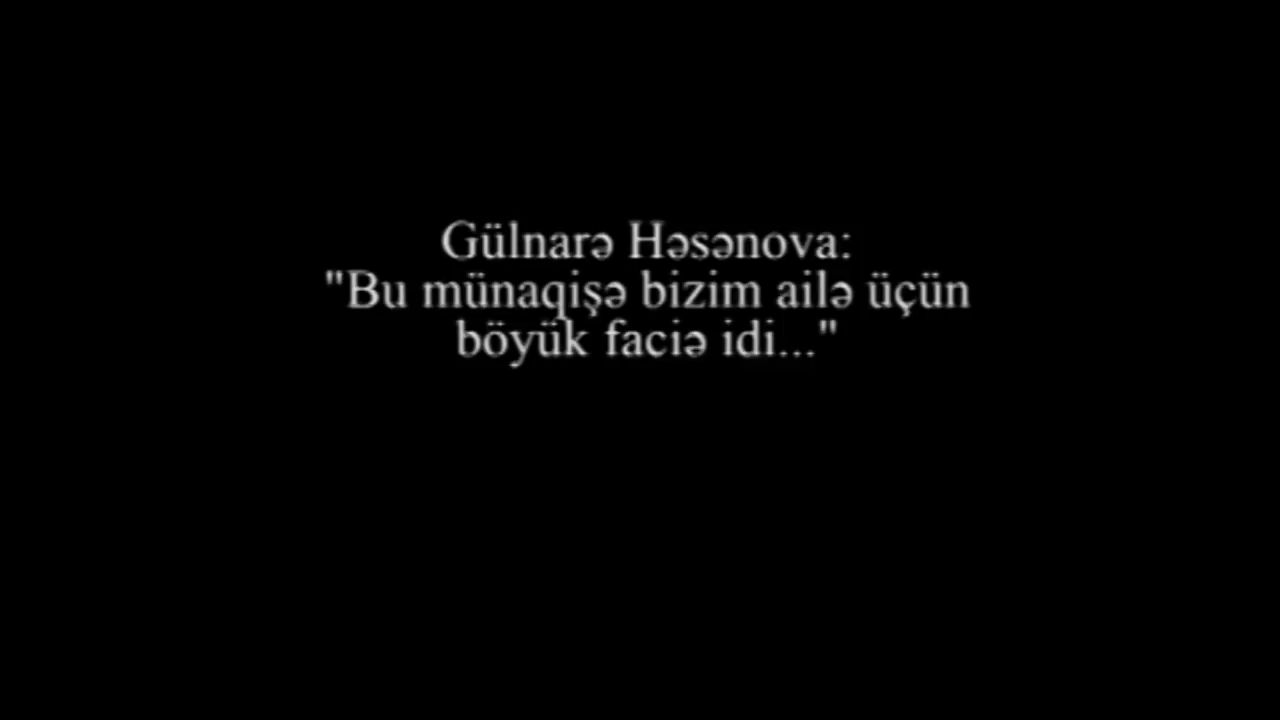 Gülnarə Həsənova:
"Bu münaqişə bizim ailə üçün
böyük faciə idi..."